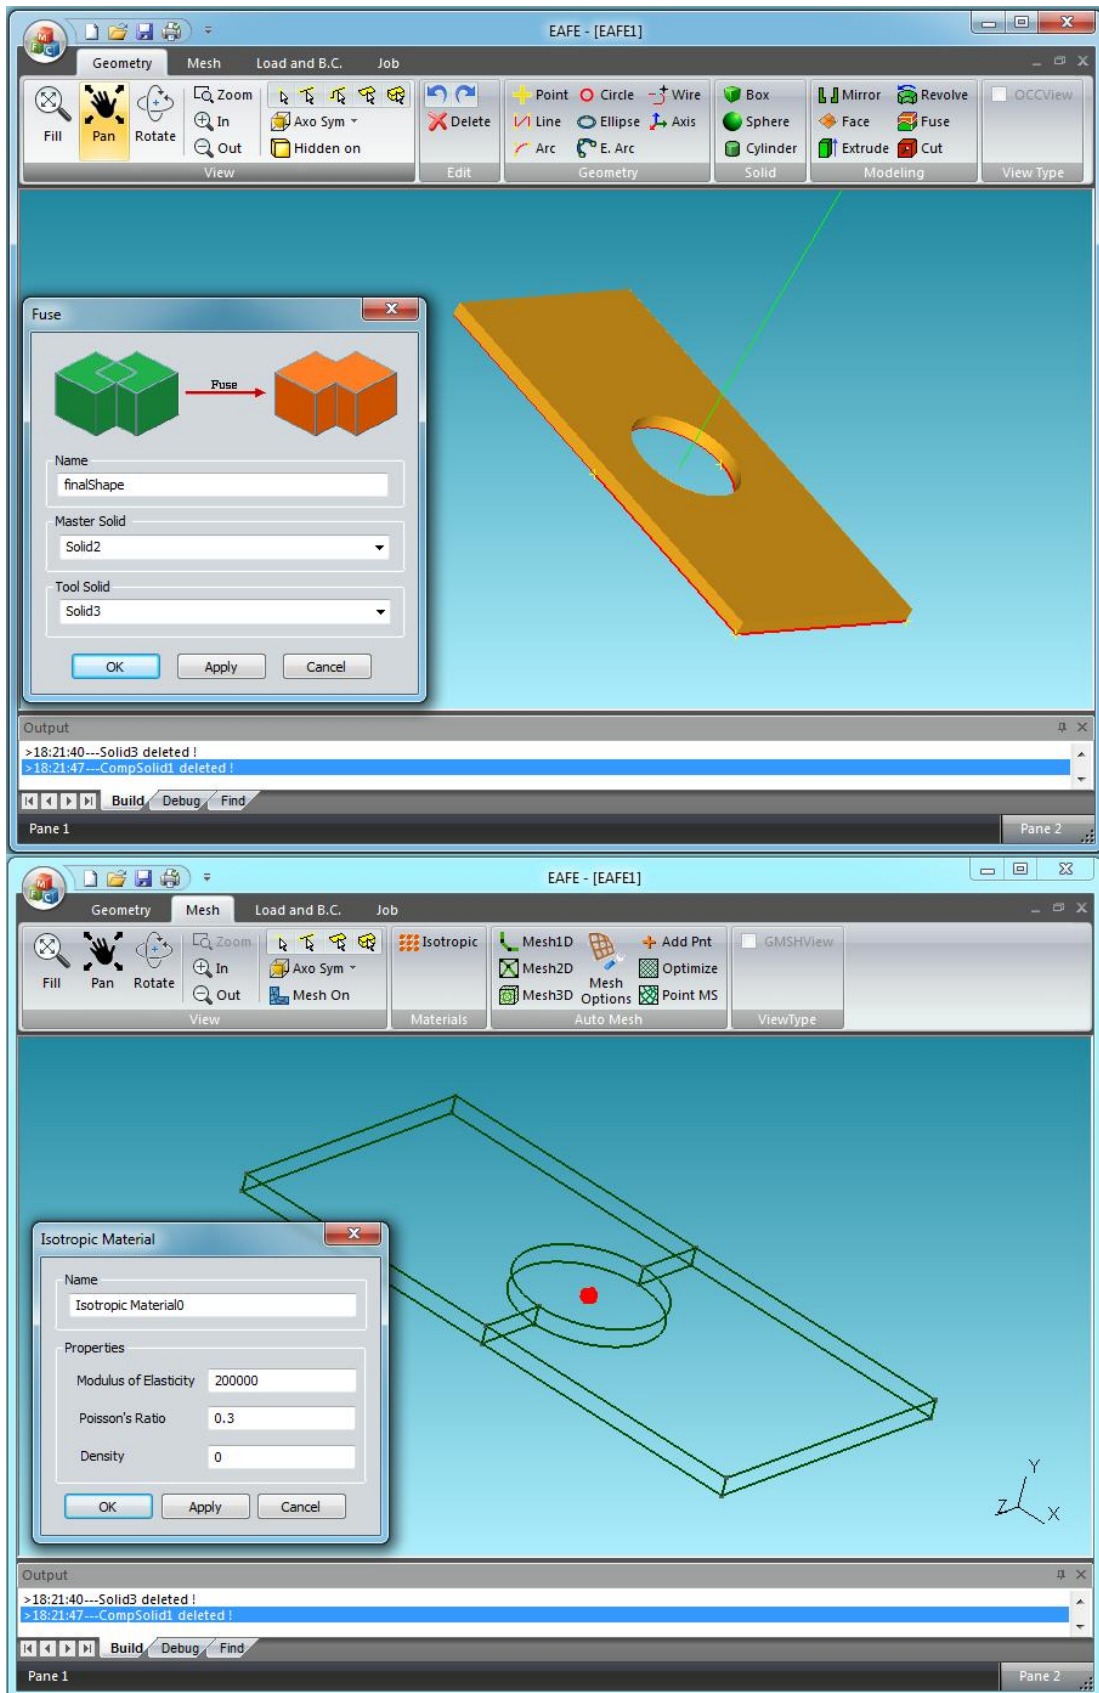 EAFE - [EAFE1]
Geometry Mesh Load and B.C. Job
Zoom Point Circle Wire Box Mirror Revolve OCCView
In Axo Sym Delete Line Ellipse Axis Sphere Face Fuse
Fill Pan Rotate
Out Hidden on Arc E. Arc Cylinder Extrude Cut
View Edit Geometry Solid Modeling View Type
Fuse
Fuse
Name
finalShape
Master Solid
Solid2
Tool Solid
Solid3
OK Apply Cancel
Output
>18:21:40---Solid3 deleted !
>18:21:47---CompSolid1 deleted !
Build Debug Find
Pane 1 Pane 2
EAFE - [EAFE1]
Geometry Mesh Load and B.C. Job
Zoom Isotropic Mesh1D Add Pnt GMSHView
In Axo Sym Mesh2D Optimize
Fill Pan Rotate Mesh
Out Mesh On Mesh3D Options Point MS
View Materials Auto Mesh ViewType
Isotropic Material
Name
Isotropic Material0
Properties
Modulus of Elasticity 200000
Poisson's Ratio 0.3
Density 0
OK Apply Cancel
Y
Z X
Output
>18:21:40---Solid3 deleted !
>18:21:47---CompSolid1 deleted !
Build Debug Find
Pane 1 Pane 2